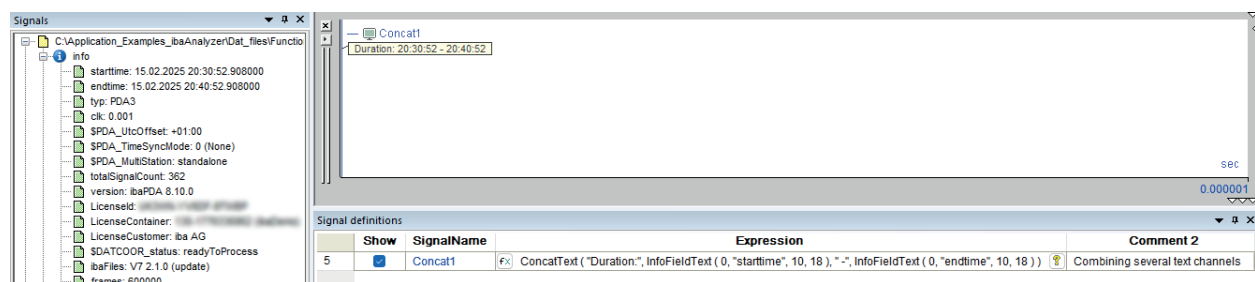 Signals
C:\Application_Examples_ibaAnalyzer\Dat_files\Functio
info
starttime: 15.02.2025 20:30:52.908000
endtime: 15.02.2025 20:40:52.908000
typ: PDA3
clk: 0.001
$PDA_UtcOffset: +01:00
$PDA_TimeSyncMode: 0 (None)
$PDA_MultiStation: standalone
totalSignalCount: 362
version: ibaPDA 8.10.0
LicenseId:
LicenseContainer:
LicenseCustomer: iba AG
$DATCOOR_status: readyToProcess
ibaFiles: V7 2.1.0 (update)
frames: 600000
Concat1
Duration: 20:30:52 - 20:40:52
sec
0.000001
Signal definitions
Show SignalName Expression Comment 2
5 Concat1 fx ConcatText ( "Duration:", InfoFieldText ( 0, "starttime", 10, 18 ), " -", InfoFieldText ( 0, "endtime", 10, 18 ) ) ? Combining several text channels